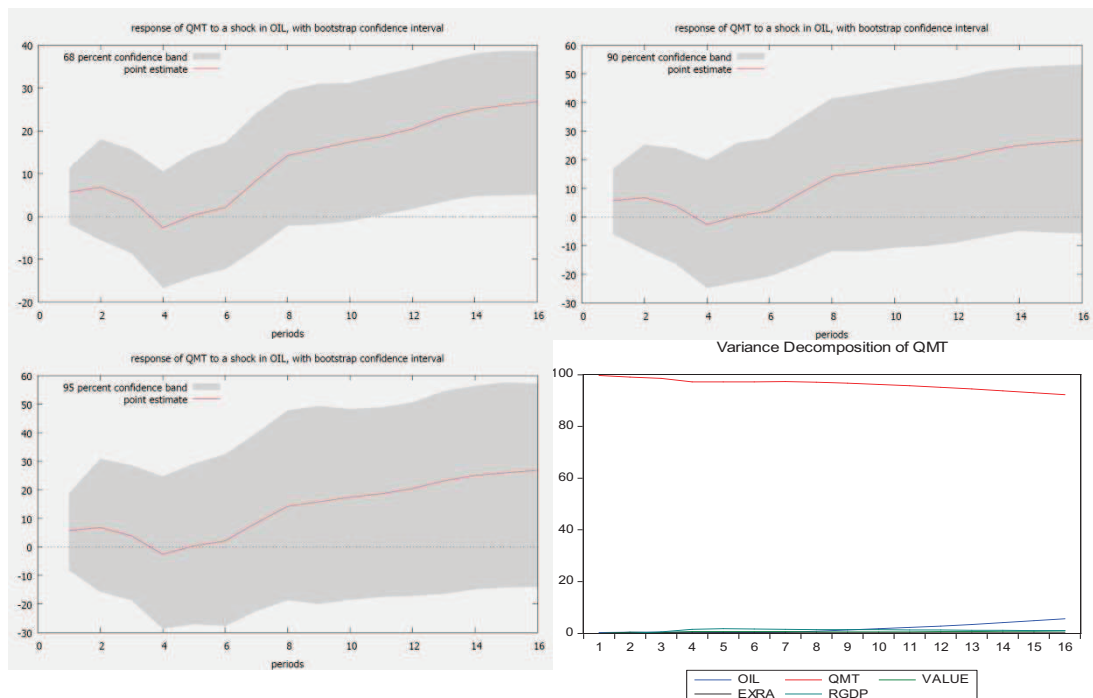 response of QMT to a shock in OIL, with bootstrap confidence interval
40
30
20
10
0
-10
-20
68 percent confidence band
point estimate
0 2 4 6 8 10 12 14 16
periods
response of QMT to a shock in OIL, with bootstrap confidence interval
60
50
40
30
20
10
0
-10
-20
-30
90 percent confidence band
point estimate
0 2 4 6 8 10 12 14 16
periods
response of QMT to a shock in OIL, with bootstrap confidence interval
60
50
40
30
20
10
0
-10
-20
-30
95 percent confidence band
point estimate
0 2 4 6 8 10 12 14 16
periods
Variance Decomposition of QMT
100
80
60
40
20
0
1 2 3 4 5 6 7 8 9 10 11 12 13 14 15 16
OIL QMT VALUE
EXRA RGDP